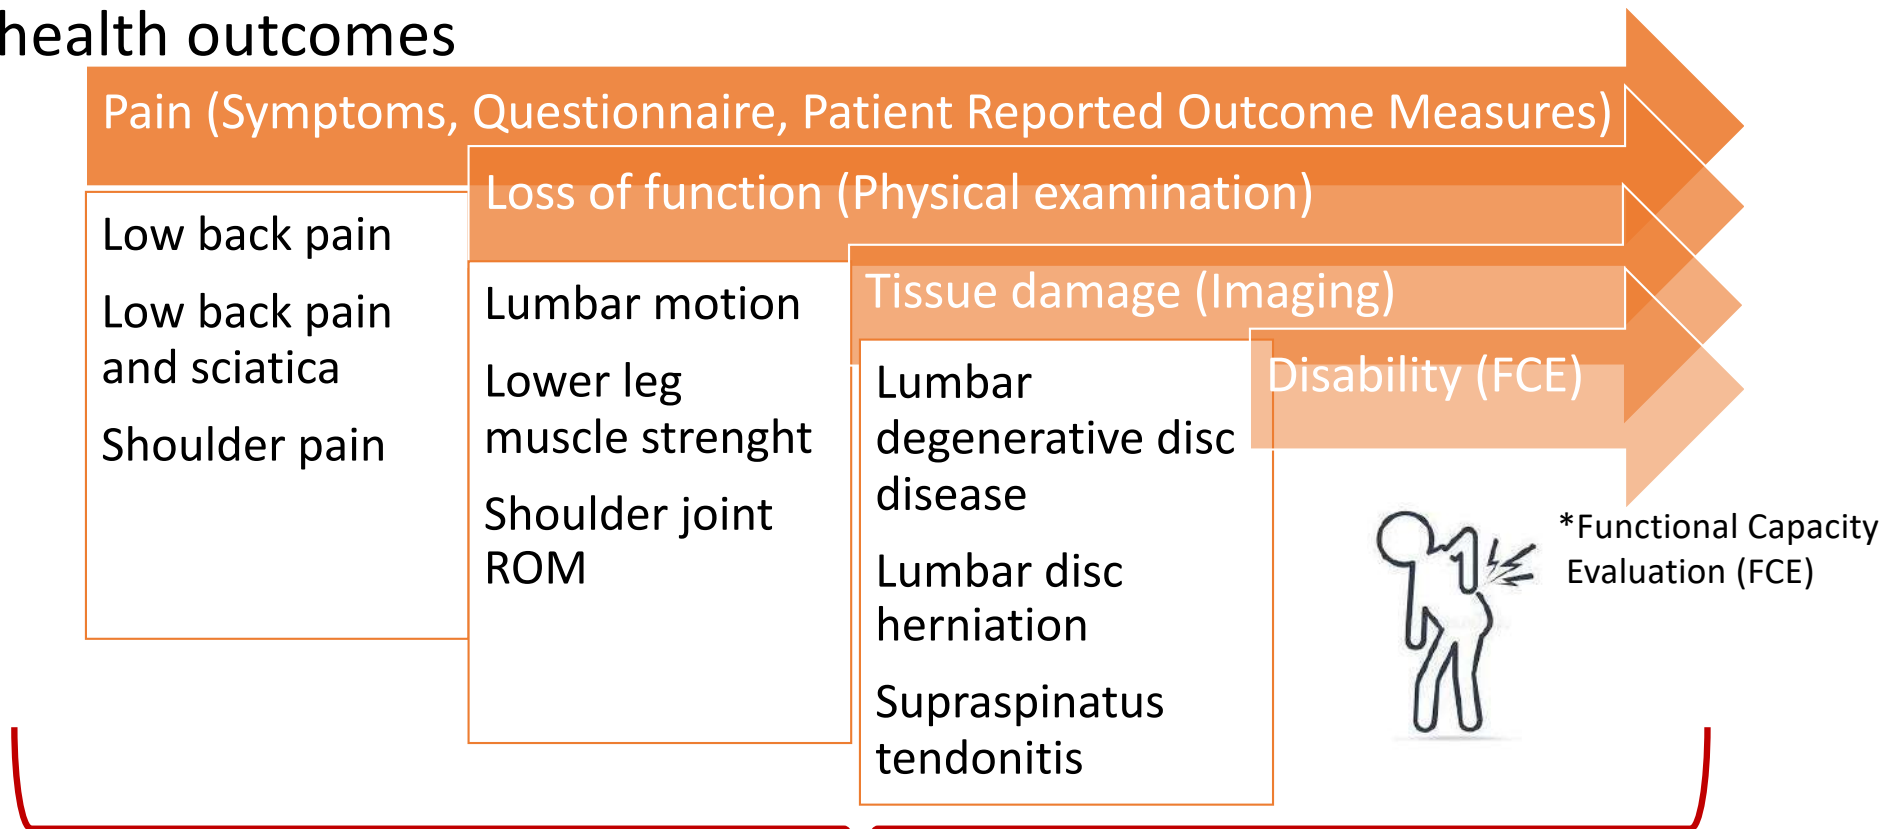 health outcomes
Pain (Symptoms, Questionnaire, Patient Reported Outcome Measures)
Loss of function (Physical examination)
Tissue damage (Imaging)
Disability (FCE)
Low back pain
Low back pain
and sciatica
Shoulder pain
Lumbar motion
Lower leg
muscle strenght
Shoulder joint
ROM
Lumbar
degenerative disc
disease
Lumbar disc
herniation
Supraspinatus
tendonitis
*Functional Capacity
Evaluation (FCE)